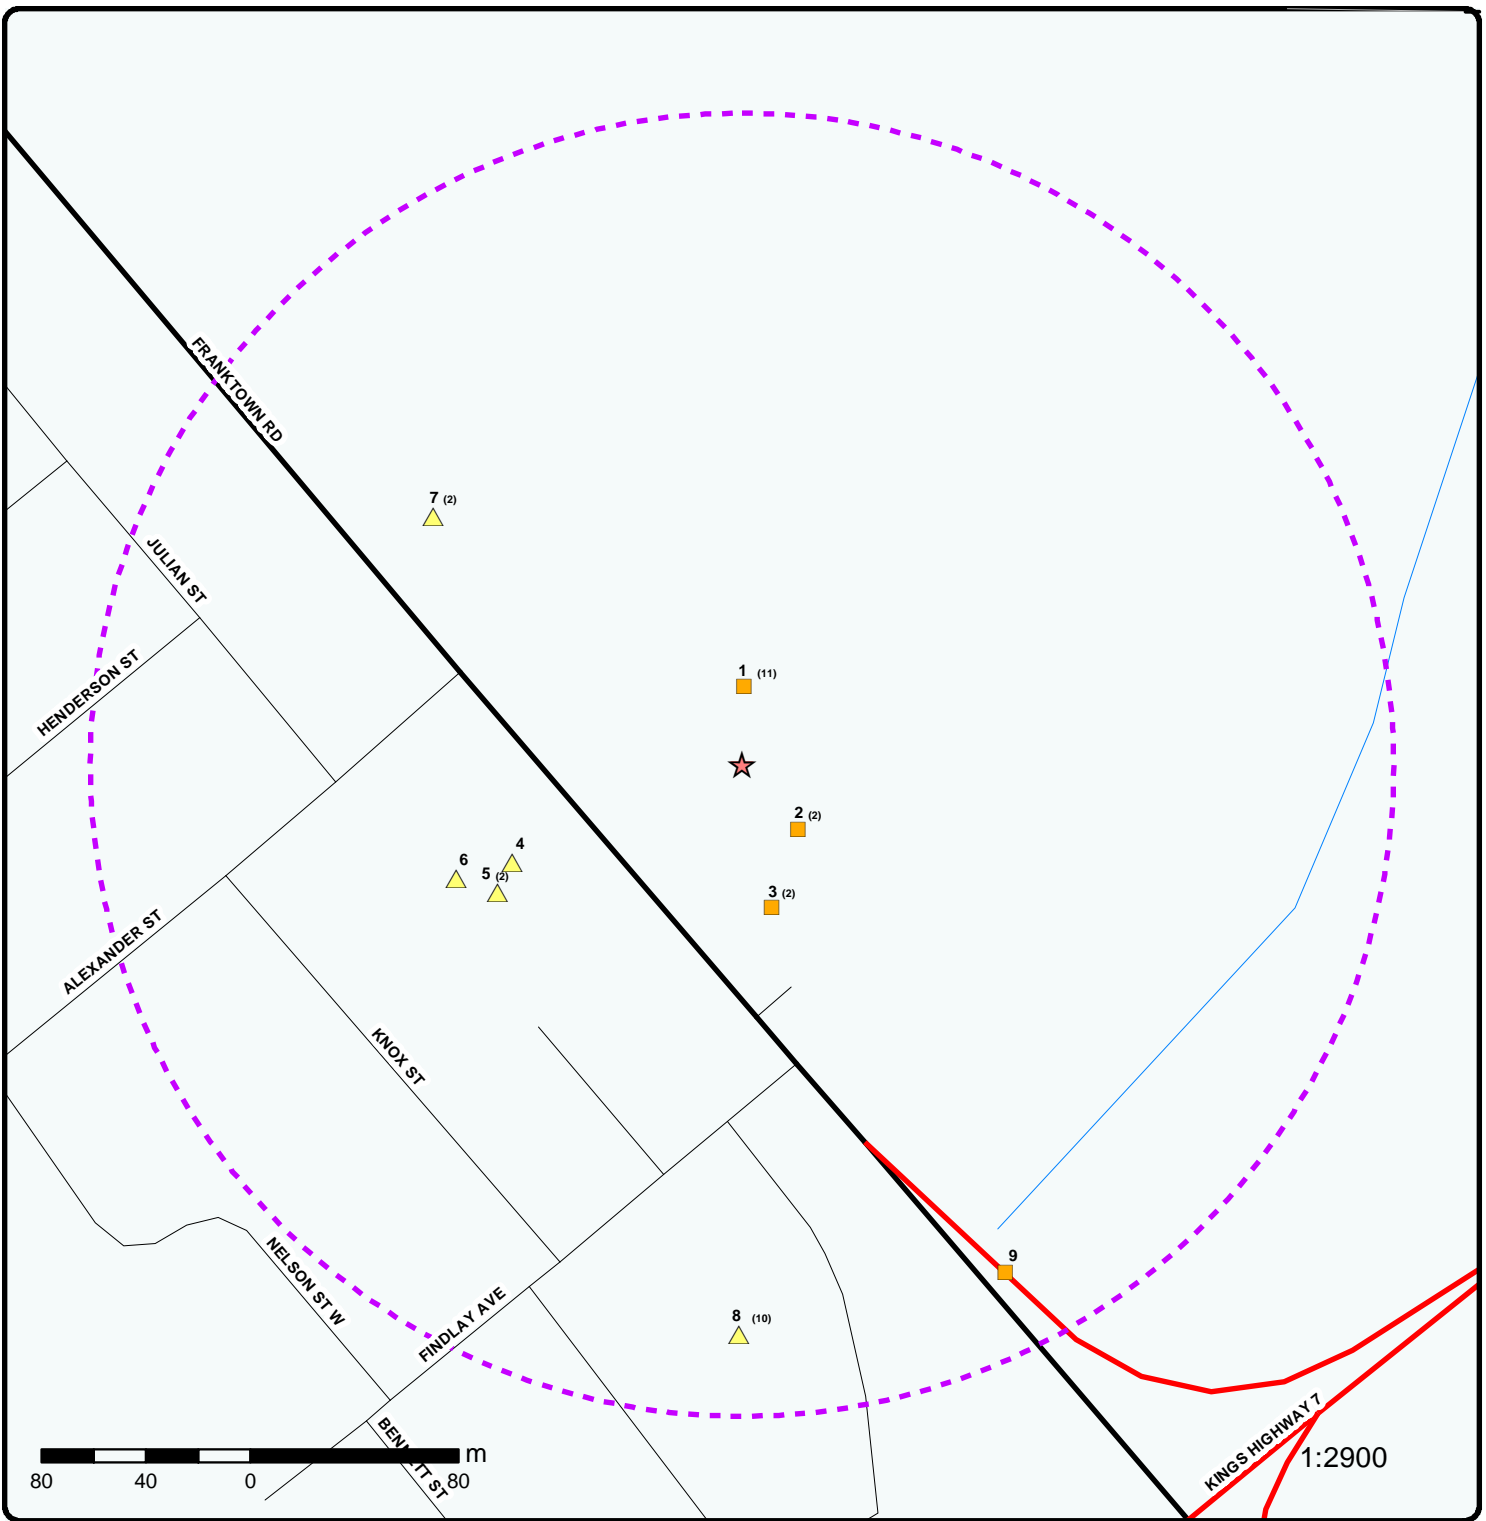 FRANKTOWN RD
7 (2)
JULIAN ST
HENDERSON ST
1 (11)
2 (2)
4
6
5 (2)
3 (2)
ALEXANDER ST
KNOX ST
NELSON ST W
9
FINDLAY AVE
8 (10)
KINGS HIGHWAY 7
BENNETT ST
m
1:2900
80 40 0 80